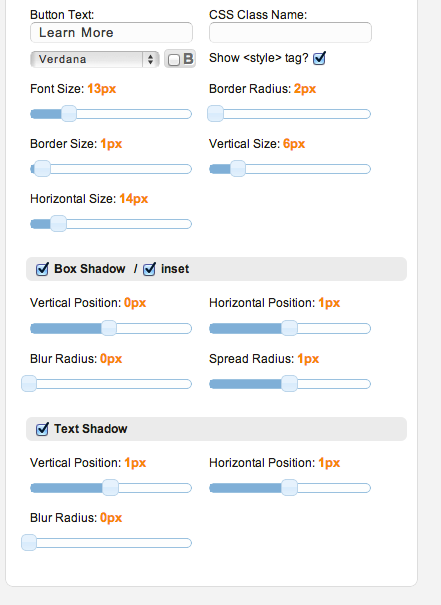 Button Text: CSS Class Name:
Learn More
Verdana B Show <style> tag?
Font Size: 13px Border Radius: 2px
Border Size: 1px Vertical Size: 6px
Horizontal Size: 14px
Box Shadow / inset
Vertical Position: 0px Horizontal Position: 1px
Blur Radius: 0px Spread Radius: 1px
Text Shadow
Vertical Position: 1px Horizontal Position: 1px
Blur Radius: 0px